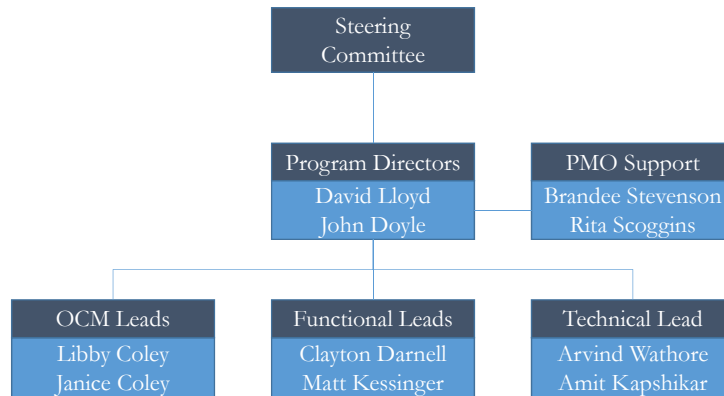 Steering
Committee
Program Directors
David Lloyd
John Doyle
PMO Support
Brandee Stevenson
Rita Scoggins
OCM Leads
Libby Coley
Janice Coley
Functional Leads
Clayton Darnell
Matt Kessinger
Technical Lead
Arvind Wathore
Amit Kapshikar